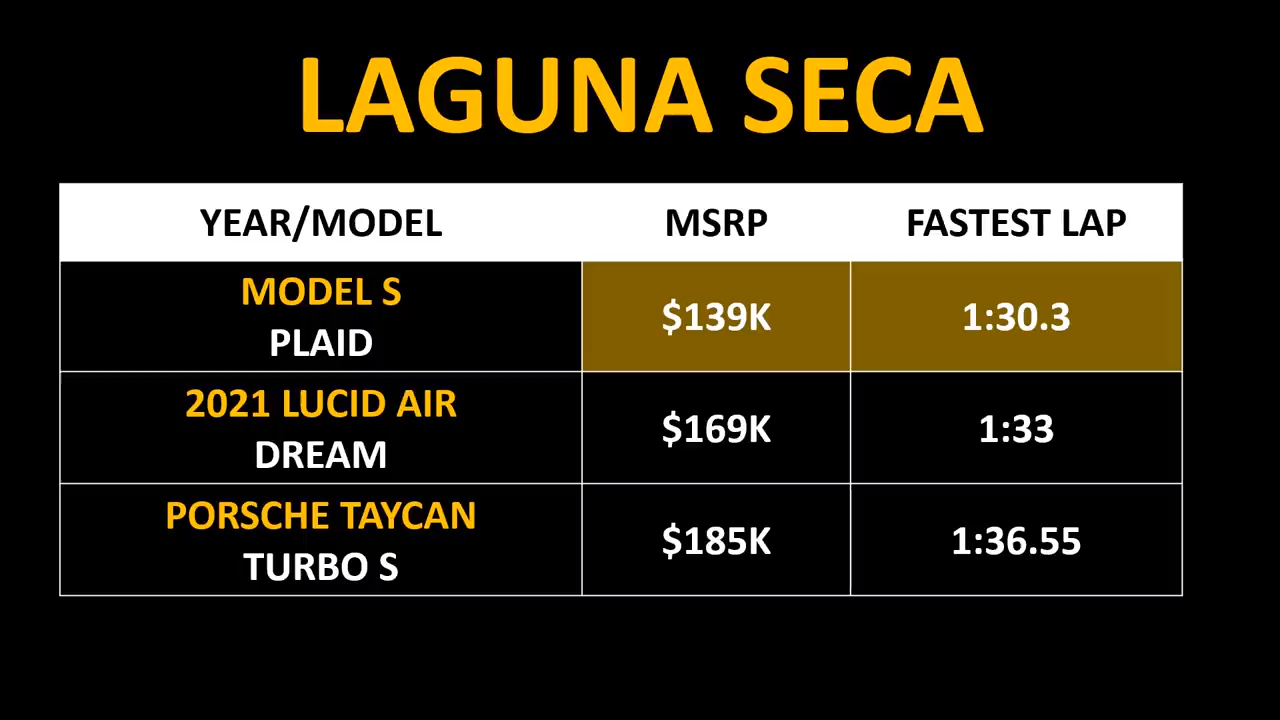 LAGUNA SECA
YEAR/MODEL MSRP FASTEST LAP
MODEL S
PLAID
$139K 1:30.3
2021 LUCID AIR
DREAM
$169K 1:33
PORSCHE TAYCAN
TURBO S
$185K 1:36.55